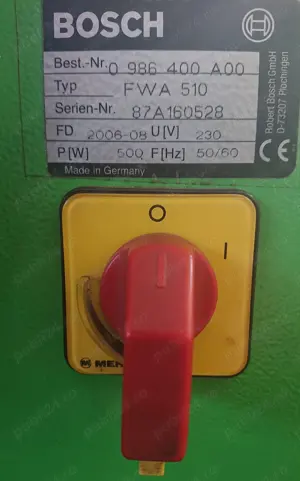 BOSCH
Best.-Nr. 0 986 400 A00
Typ FWA 510
Serien-Nr. 87A160528
FD 2006-08 U[V] 230
P[W] 500 F[Hz] 50/60
Made in Germany
Robert Bosch GmbH
D-73207 Plochingen
CE
O
I